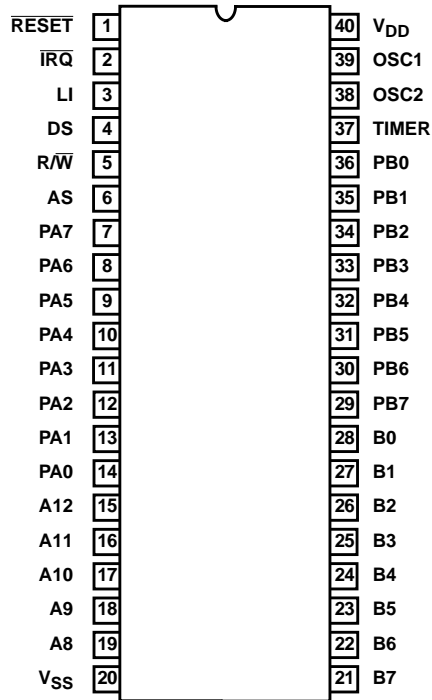 R̅E̅S̅E̅T̅ 1 40 VDD
I̅R̅Q̅ 2 39 OSC1
LI 3 38 OSC2
DS 4 37 TIMER
R/W̅ 5 36 PB0
AS 6 35 PB1
PA7 7 34 PB2
PA6 8 33 PB3
PA5 9 32 PB4
PA4 10 31 PB5
PA3 11 30 PB6
PA2 12 29 PB7
PA1 13 28 B0
PA0 14 27 B1
A12 15 26 B2
A11 16 25 B3
A10 17 24 B4
A9 18 23 B5
A8 19 22 B6
VSS 20 21 B7